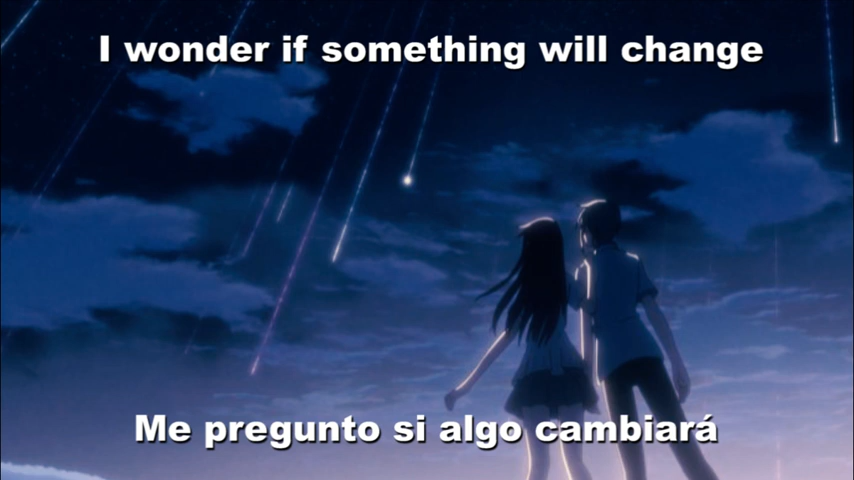 I wonder if something will change
Me pregunto si algo cambiará